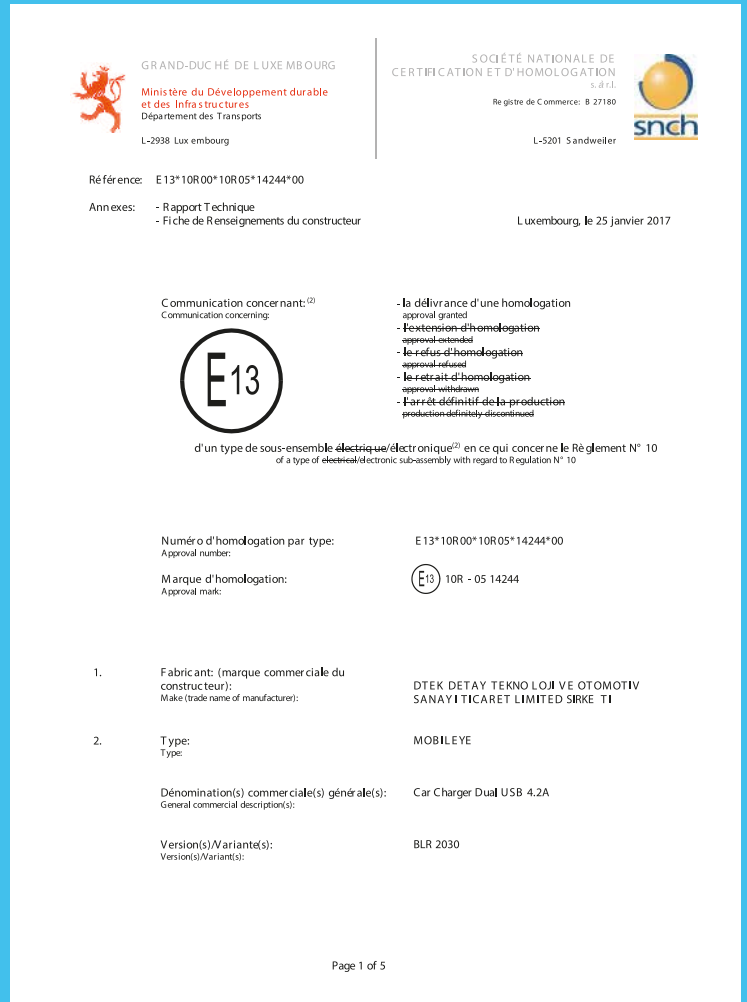 GRAND-DUCHÉ DE LUXEMBOURG
Ministère du Développement durable
et des Infrastructures
Département des Transports
L-2938 Luxembourg
SOCIÉTÉ NATIONALE DE
CERTIFICATION ET D'HOMOLOGATION
s.à r.l.
Registre de Commerce: B 27180
L-5201 Sandweiler
snch
Référence: E13*10R00*10R05*14244*00
Annexes: - Rapport Technique
- Fiche de Renseignements du constructeur
Luxembourg, le 25 janvier 2017
Communication concernant: (2)
Communication concerning:
E13
- la délivrance d'une homologation
approval granted
- l'extension d'homologation
approval extended
- le refus d'homologation
approval refused
- le retrait d'homologation
approval withdrawn
- l'arrêt définitif de la production
production definitely discontinued
d'un type de sous-ensemble électrique/électronique(2) en ce qui concerne le Règlement N° 10
of a type of electrical/electronic sub-assembly with regard to Regulation N° 10
Numéro d'homologation par type: E13*10R00*10R05*14244*00
Approval number:
Marque d'homologation: E13 10R - 05 14244
Approval mark:
1. Fabricant: (marque commerciale du
constructeur):
Make (trade name of manufacturer):
DTEK DETAY TEKNOLOJI VE OTOMOTIV
SANAYI TICARET LIMITED SIRKE TI
2. Type: MOBILEYE
Type:
Dénomination(s) commerciale(s) générale(s): Car Charger Dual USB 4.2A
General commercial description(s):
Version(s)/Variante(s): BLR 2030
Version(s)/Variant(s):
Page 1 of 5